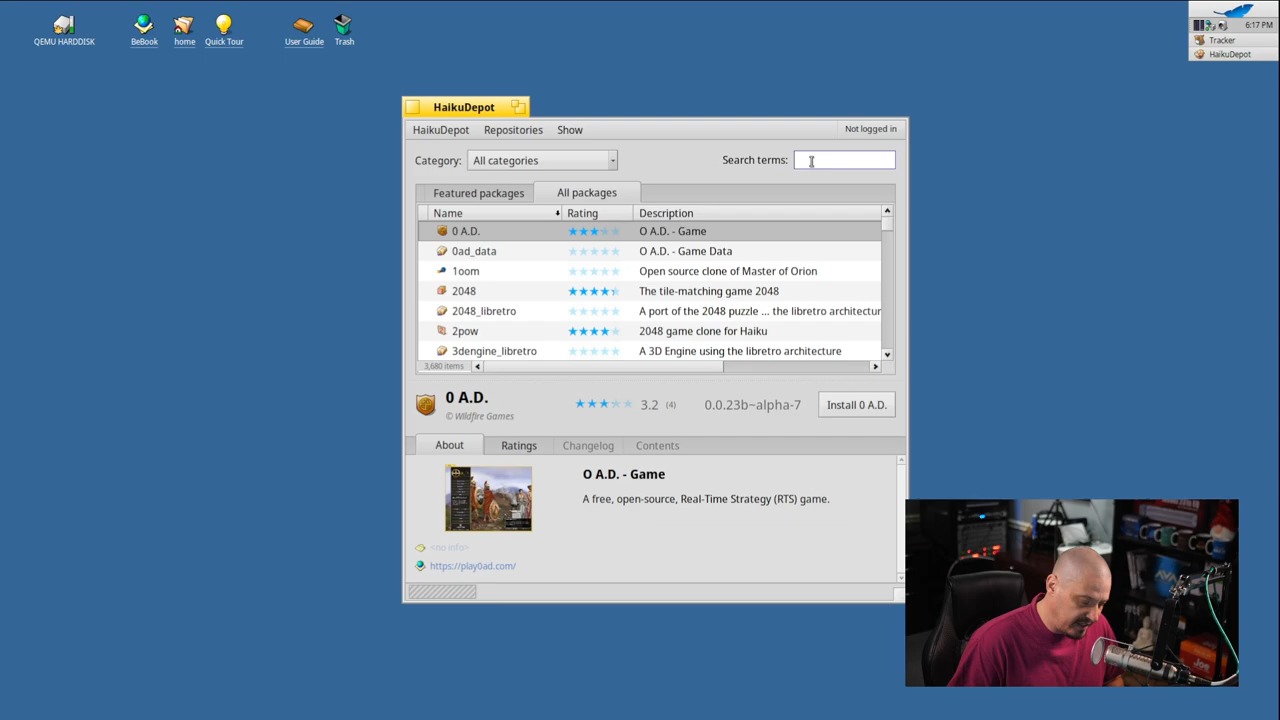 QEMU HARDDISK
BeBook
home
Quick Tour
User Guide
Trash
6:17 PM
Tracker
HaikuDepot
HaikuDepot
HaikuDepot Repositories Show Not logged in
Category: All categories Search terms:
Featured packages All packages
Name Rating Description
0 A.D. O A.D. - Game
0ad_data O A.D. - Game Data
1oom Open source clone of Master of Orion
2048 The tile-matching game 2048
2048_libretro A port of the 2048 puzzle ... the libretro architectur
2pow 2048 game clone for Haiku
3dengine_libretro A 3D Engine using the libretro architecture
3,680 items
0 A.D. 3.2 (4) 0.0.23b~alpha-7 Install 0 A.D.
© Wildfire Games
About Ratings Changelog Contents
O A.D. - Game
A free, open-source, Real-Time Strategy (RTS) game.
<no info>
https://play0ad.com/